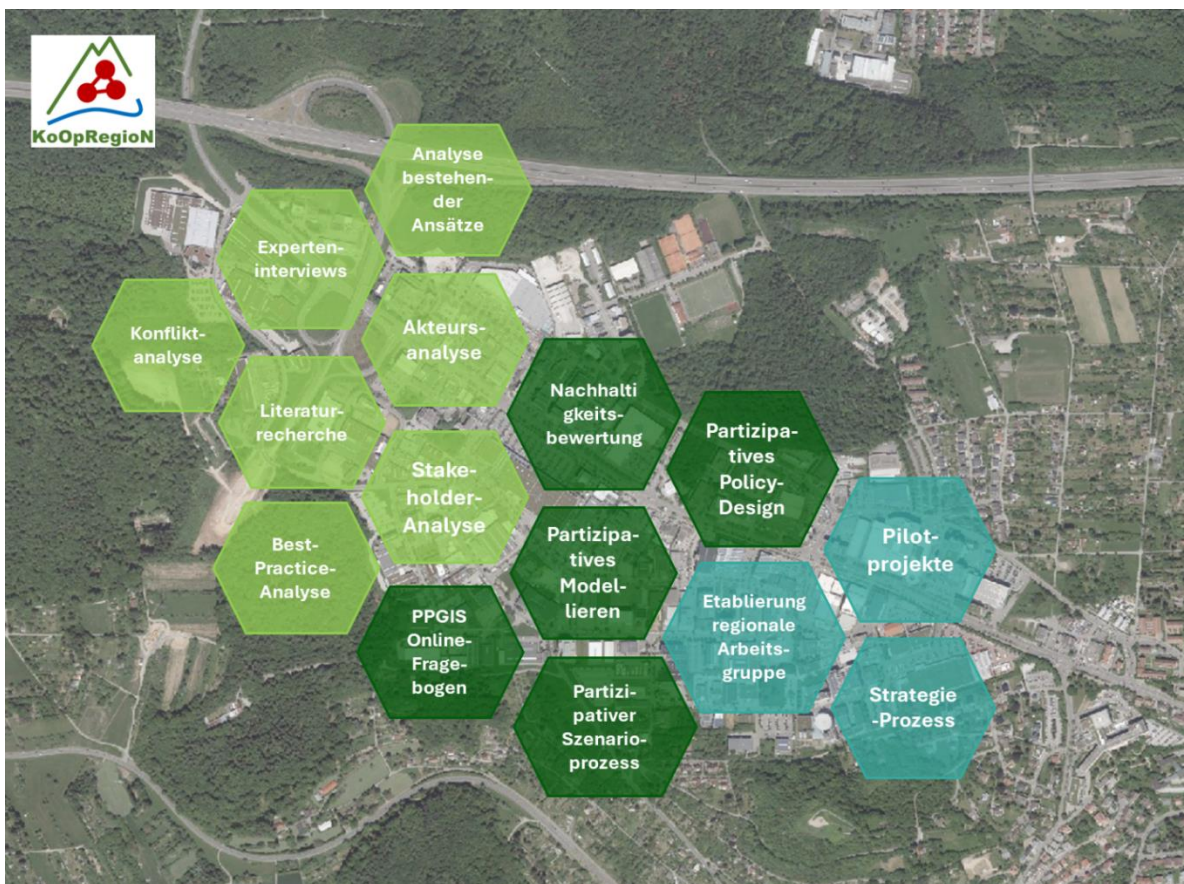 KoOpRegioN
Analyse
bestehen-
der
Ansätze
Experten-
interviews
Konflikt-
analyse
Akteurs-
analyse
Literatur-
recherche
Stake-
holder-
Analyse
Best-
Practice-
Analyse
Nachhalti
gkeits-
bewertung
Partizipa-
tives
Policy-
Design
Partizipa-
tives
Model-
lieren
PPGIS
Online-
Frage-
bogen
Partizi-
pativer
Szenario-
prozess
Pilot-
projekte
Etablierung
regionale
Arbeits-
gruppe
Strategie
-Prozess